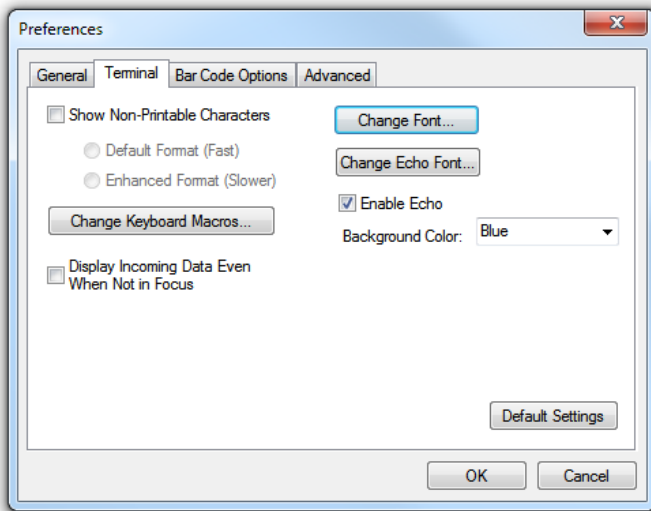 Preferences
General
Terminal
Bar Code Options
Advanced
Show Non-Printable Characters
Default Format (Fast)
Enhanced Format (Slower)
Change Keyboard Macros...
Display Incoming Data Even
When Not in Focus
Change Font...
Change Echo Font...
Enable Echo
Background Color:
Blue
Default Settings
OK
Cancel